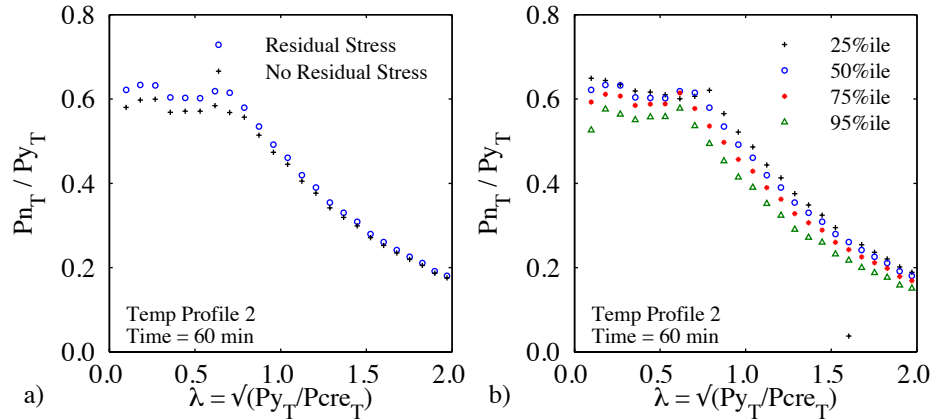 0.8
0.6
0.4
0.2
0.0
Pn_T / Py_T
Residual Stress
No Residual Stress
Temp Profile 2
Time = 60 min
0.0 0.5 1.0 1.5 2.0
a) λ = √(Py_T/Pcre_T)
0.8
0.6
0.4
0.2
0.0
Pn_T / Py_T
25%ile
50%ile
75%ile
95%ile
Temp Profile 2
Time = 60 min
0.0 0.5 1.0 1.5 2.0
b) λ = √(Py_T/Pcre_T)